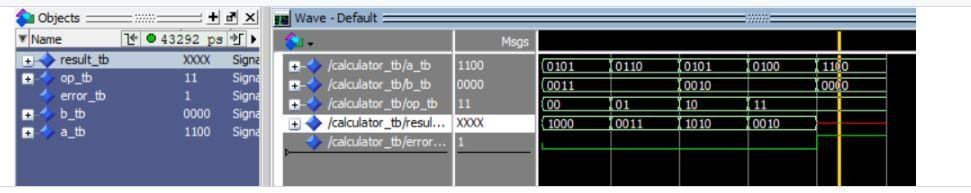 Objects
Name 43292 ps
result_tb XXXX Signa
op_tb 11 Signa
error_tb 1 Signa
b_tb 0000 Signa
a_tb 1100 Signa
Wave - Default
Msgs
/calculator_tb/a_tb 1100 0101 0110 0101 0100 1100
/calculator_tb/b_tb 0000 0011 0010 0000
/calculator_tb/op_tb 11 00 01 10 11
/calculator_tb/resul... XXXX 1000 0011 1010 0010
/calculator_tb/error... 1